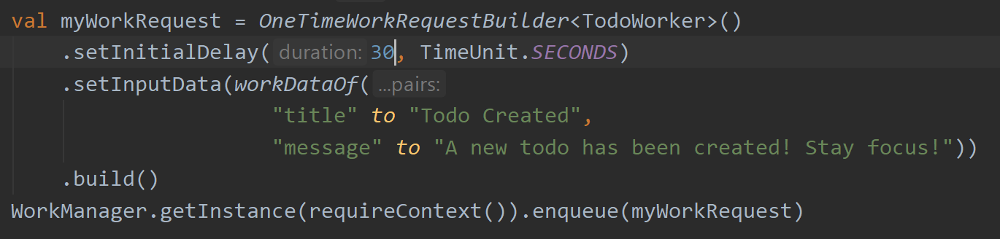 val myWorkRequest = OneTimeWorkRequestBuilder<TodoWorker>()
.setInitialDelay( duration: 30, TimeUnit.SECONDS)
.setInputData(workDataOf( ...pairs:
"title" to "Todo Created",
"message" to "A new todo has been created! Stay focus!"))
.build()
WorkManager.getInstance(requireContext()).enqueue(myWorkRequest)